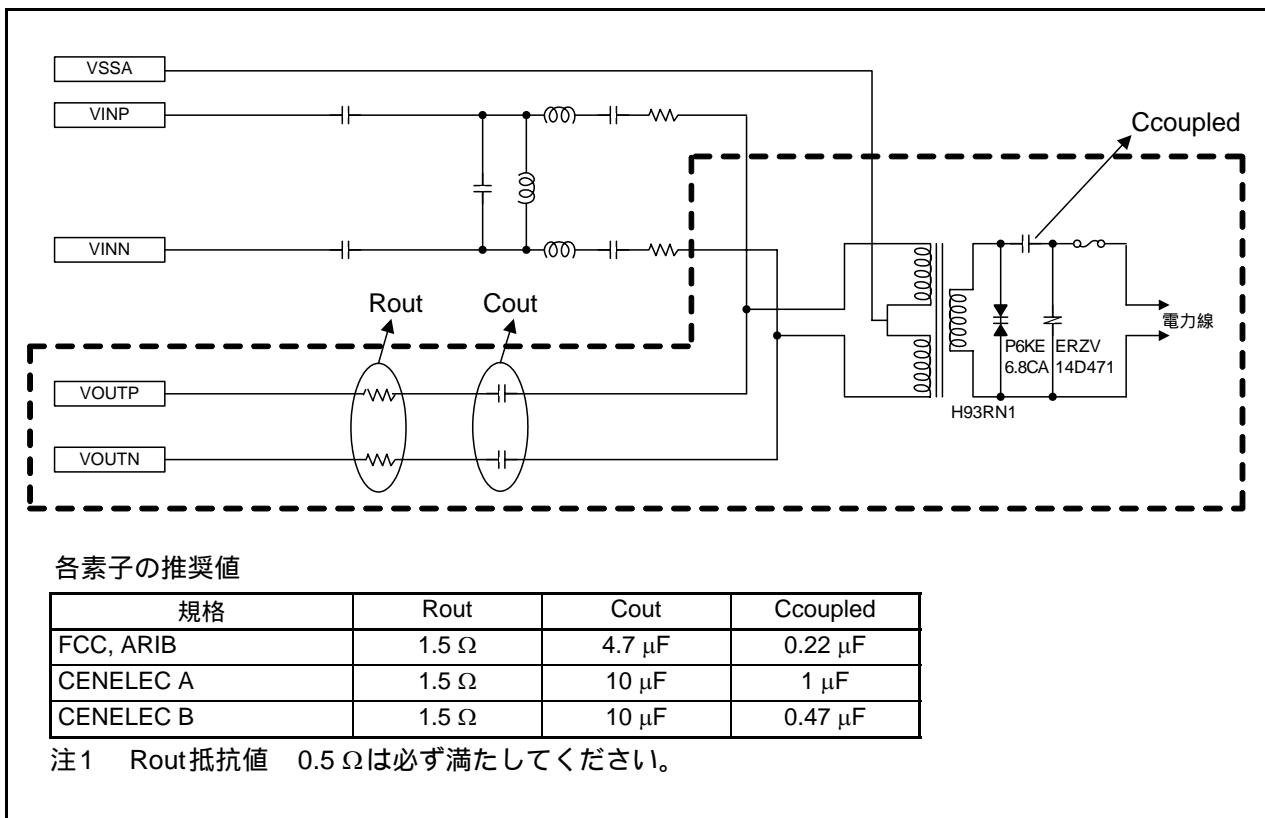 VSSA
VINP
Ccoupled
VINN
Rout Cout
電力線
P6KE ERZV
6.8CA 14D471
VOUTP
H93RN1
VOUTN
各素子の推奨値
規格 Rout Cout Ccoupled
FCC, ARIB 1.5 Ω 4.7 μF 0.22 μF
CENELEC A 1.5 Ω 10 μF 1 μF
CENELEC B 1.5 Ω 10 μF 0.47 μF
注1 Rout抵抗値 0.5 Ωは必ず満たしてください。